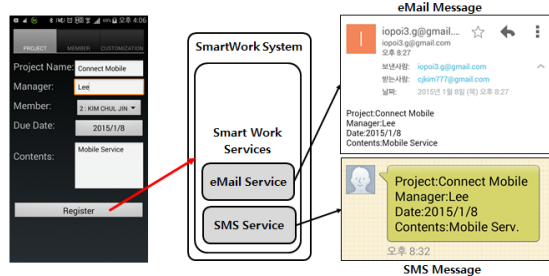 오후 4:06
PROJECT MEMBER CUSTOMIZATION
Project Name: Connect Mobile
Manager: Lee
Member: 2 : KIM CHUL JIN
Due Date: 2015/1/8
Contents: Mobile Service
Register
SmartWork System
Smart Work
Services
eMail Service
SMS Service
eMail Message
I
iopoi3.g@gmail....
iopoi3.g@gmail.com
오후 8:27
보낸사람: iopoi3.g@gmail.com
받는사람: cjkim777@gmail.com
날짜: 2015년 1월 8일 (목) 오후 8:27
Project:Connect Mobile
Manager:Lee
Date:2015/1/8
Contents:Mobile Service
Project:Connect Mobile
Manager:Lee
Date:2015/1/8
Contents:Mobile Serv.
오후 8:32
SMS Message